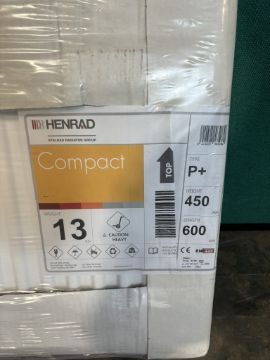 HENRAD
STELRAD RADIATOR GROUP
Compact
TOP
TYPE
P+
HEIGHT
450
LENGTH
600
WEIGHT
13
CAUTION:
HEAVY